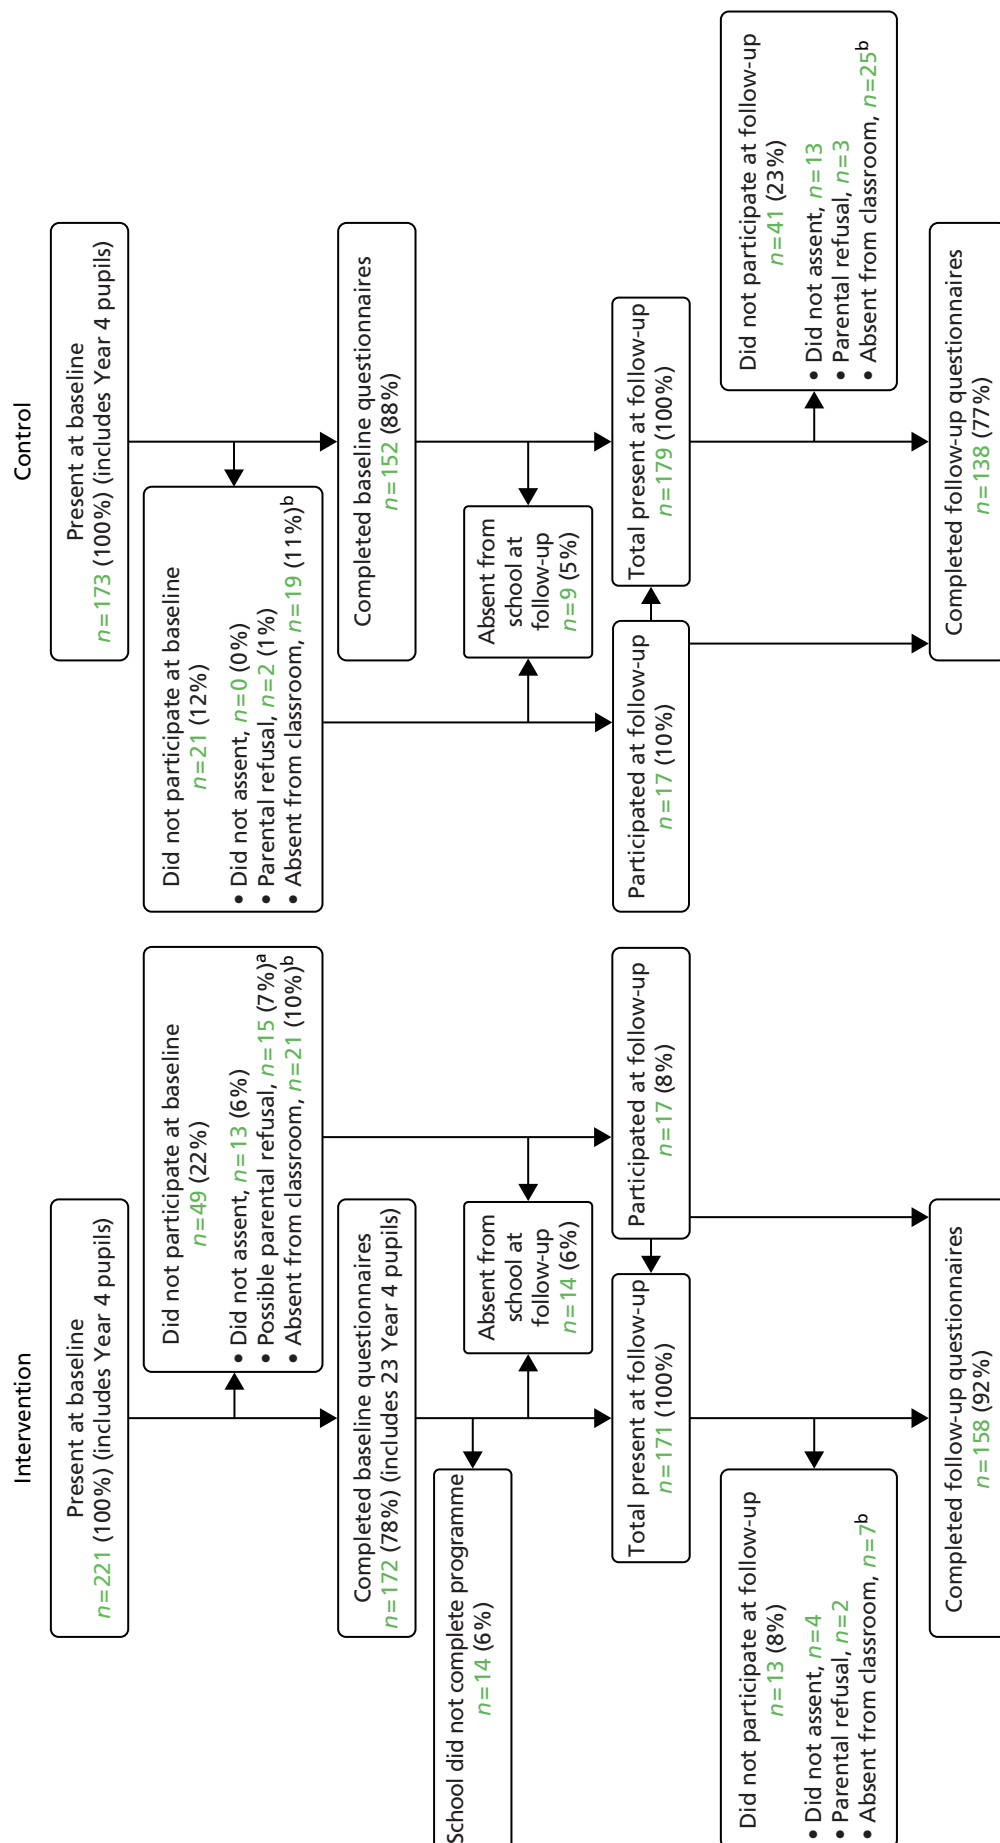 Intervention
Present at baseline
n=221 (100%) (includes Year 4 pupils)
Did not participate at baseline
n=49 (22%)
• Did not assent, n=13 (6%)
• Possible parental refusal, n=15 (7%)a
• Absent from classroom, n=21 (10%)b
Completed baseline questionnaires
n=172 (78%) (includes 23 Year 4 pupils)
School did not complete programme
n=14 (6%)
Absent from
school at
follow-up
n=14 (6%)
Total present at follow-up
n=171 (100%)
Participated at follow-up
n=17 (8%)
Did not participate at follow-up
n=13 (8%)
• Did not assent, n=4
• Parental refusal, n=2
• Absent from classroom, n=7b
Completed follow-up questionnaires
n=158 (92%)
Control
Present at baseline
n=173 (100%) (includes Year 4 pupils)
Did not participate at baseline
n=21 (12%)
• Did not assent, n=0 (0%)
• Parental refusal, n=2 (1%)
• Absent from classroom, n=19 (11%)b
Completed baseline questionnaires
n=152 (88%)
Absent from
school at
follow-up
n=9 (5%)
Participated at follow-up
n=17 (10%)
Total present at follow-up
n=179 (100%)
Did not participate at follow-up
n=41 (23%)
• Did not assent, n=13
• Parental refusal, n=3
• Absent from classroom, n=25b
Completed follow-up questionnaires
n=138 (77%)